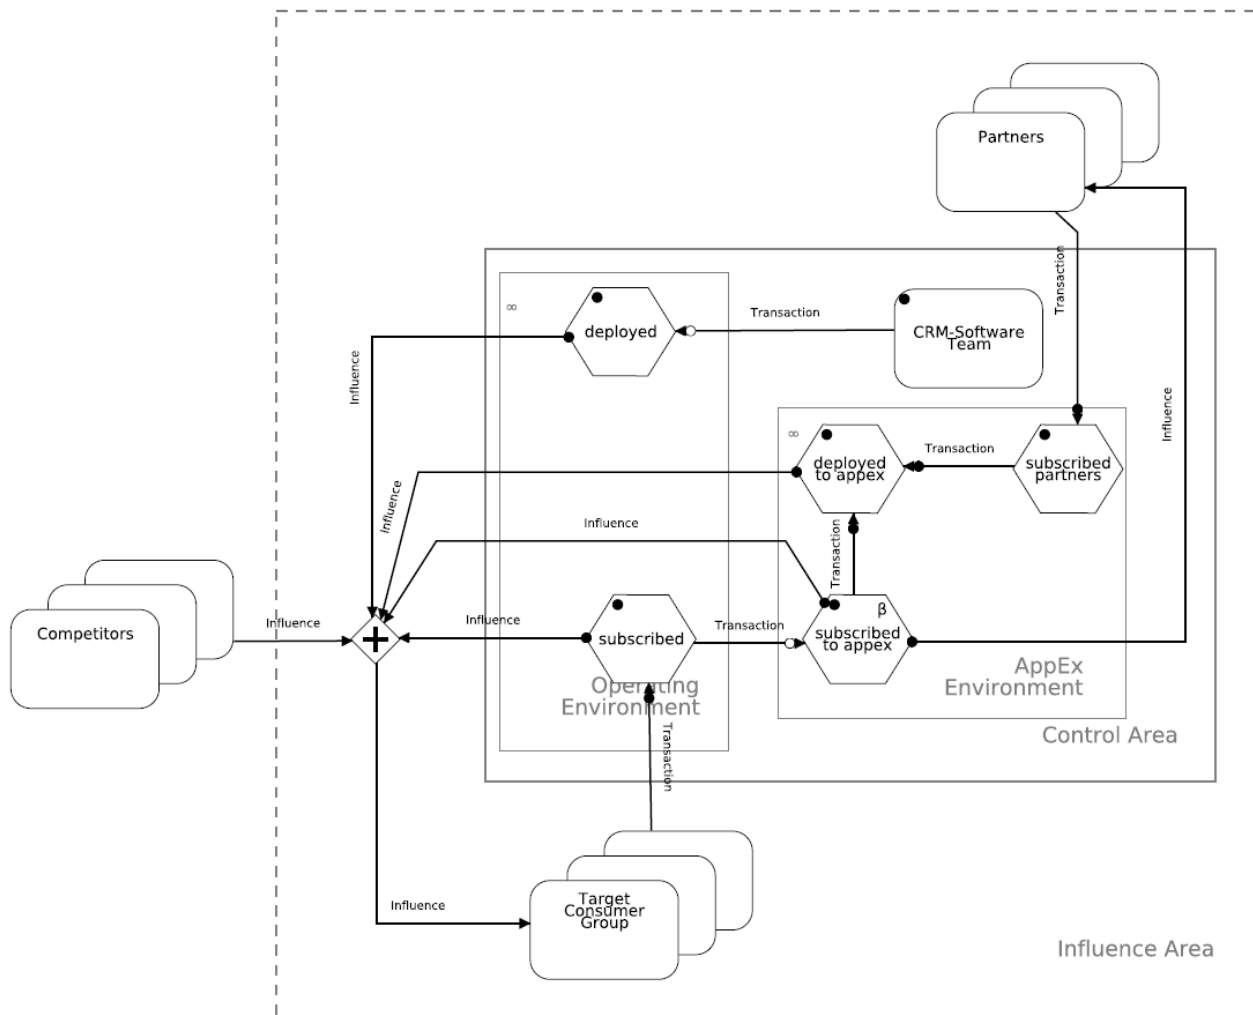 Partners
Transaction
∞
deployed
Transaction
CRM-Software
Team
Influence
Influence
∞
deployed
to appex
Transaction
subscribed
partners
Influence
Influence
Transaction
Competitors
Influence
Influence
subscribed
Transaction
β
subscribed
to appex
Operating
Environment
AppEx
Environment
Control Area
Transaction
Influence
Target
Consumer
Group
Influence Area